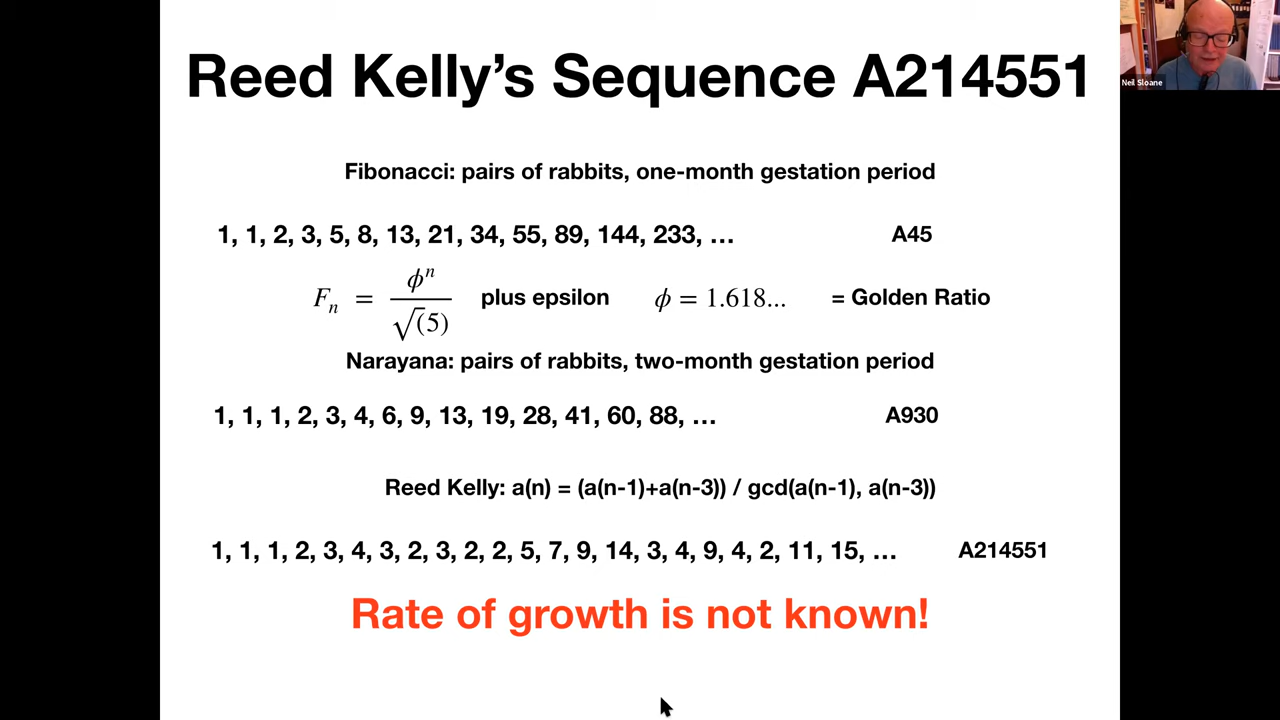 Reed Kelly’s Sequence A214551
Neil Sloane
Fibonacci: pairs of rabbits, one-month gestation period
1, 1, 2, 3, 5, 8, 13, 21, 34, 55, 89, 144, 233, … A45
Fₙ = ϕⁿ / √(5) plus epsilon ϕ = 1.618... = Golden Ratio
Narayana: pairs of rabbits, two-month gestation period
1, 1, 1, 2, 3, 4, 6, 9, 13, 19, 28, 41, 60, 88, … A930
Reed Kelly: a(n) = (a(n-1)+a(n-3)) / gcd(a(n-1), a(n-3))
1, 1, 1, 2, 3, 4, 3, 2, 3, 2, 2, 5, 7, 9, 14, 3, 4, 9, 4, 2, 11, 15, … A214551
Rate of growth is not known!